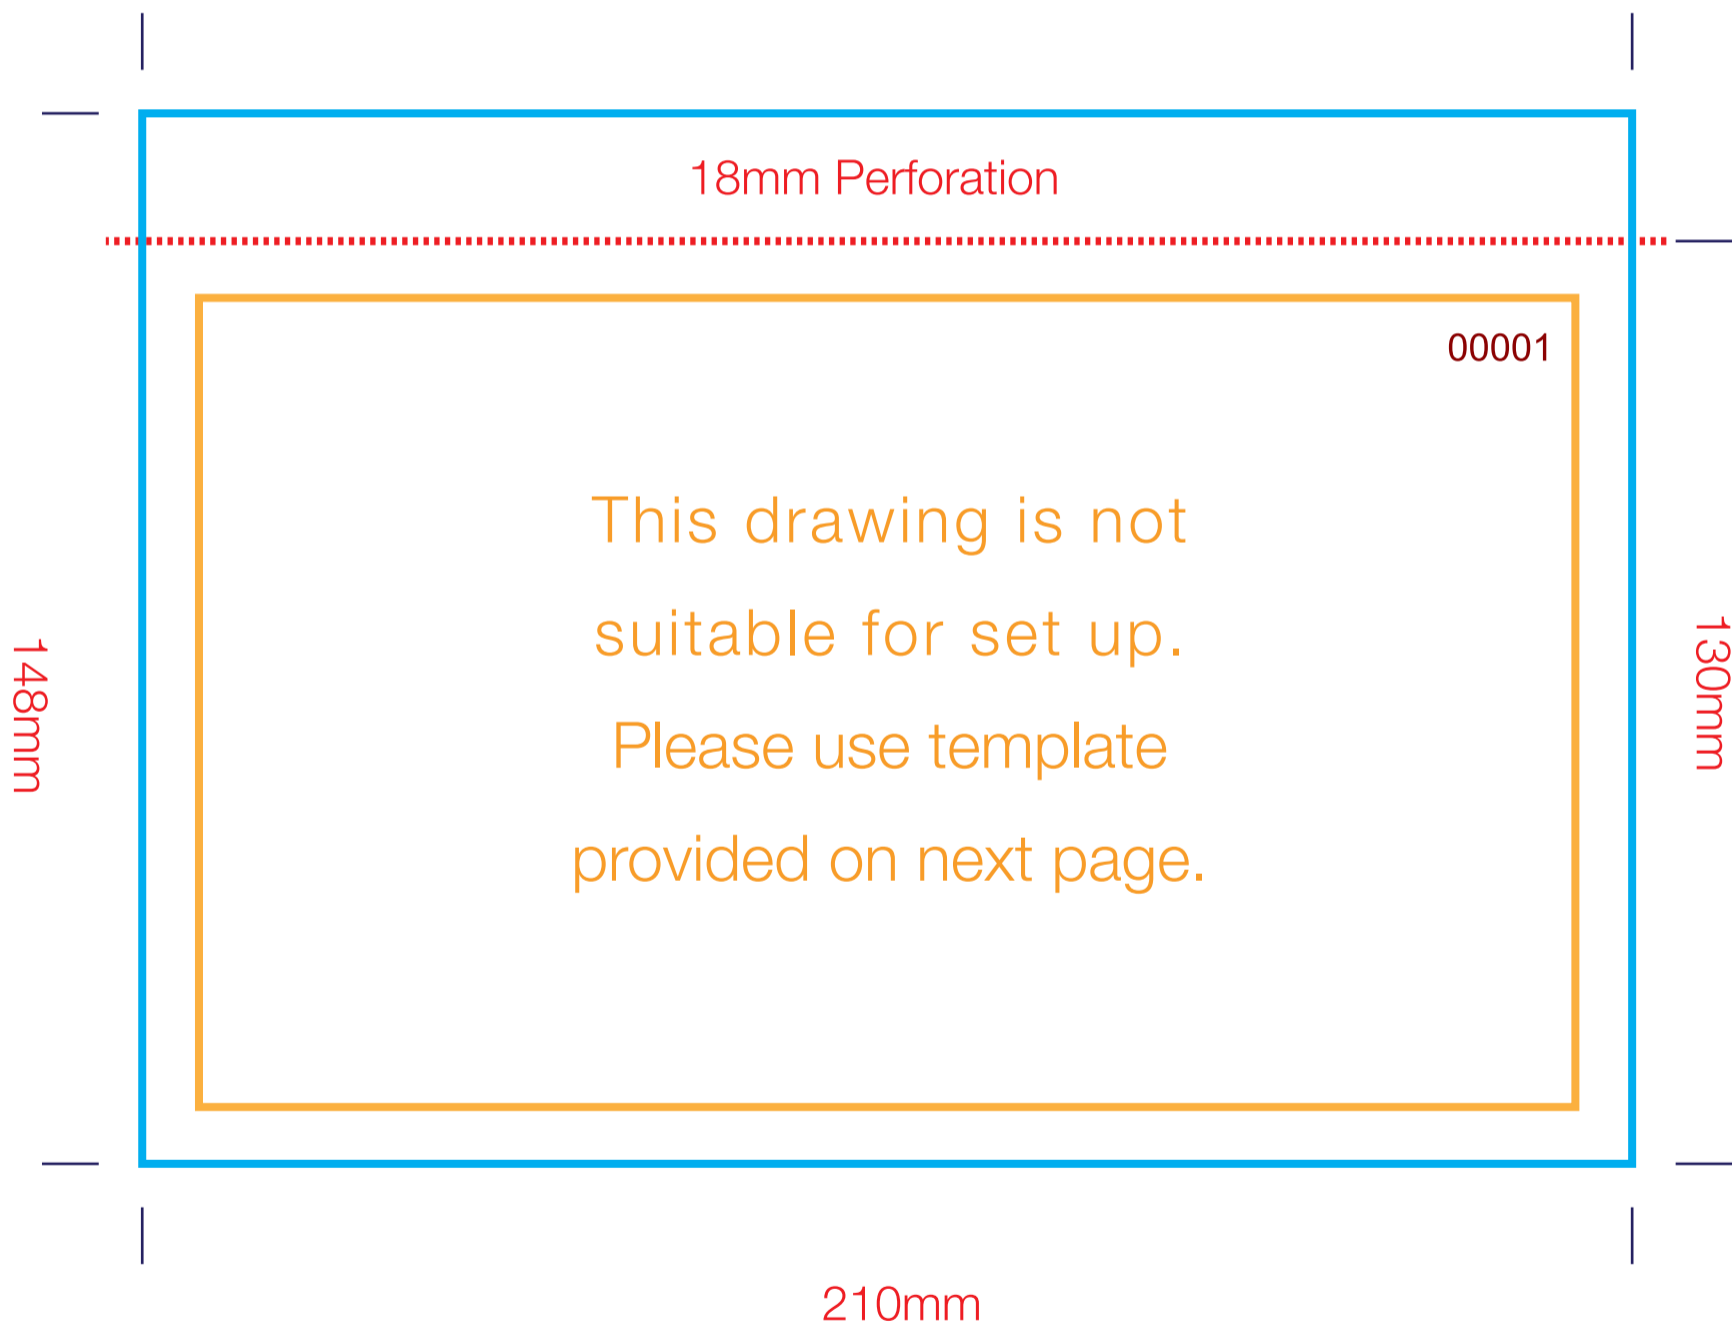 18mm Perforation
00001
This drawing is not
suitable for set up.
Please use template
provided on next page.
148mm
130mm
210mm